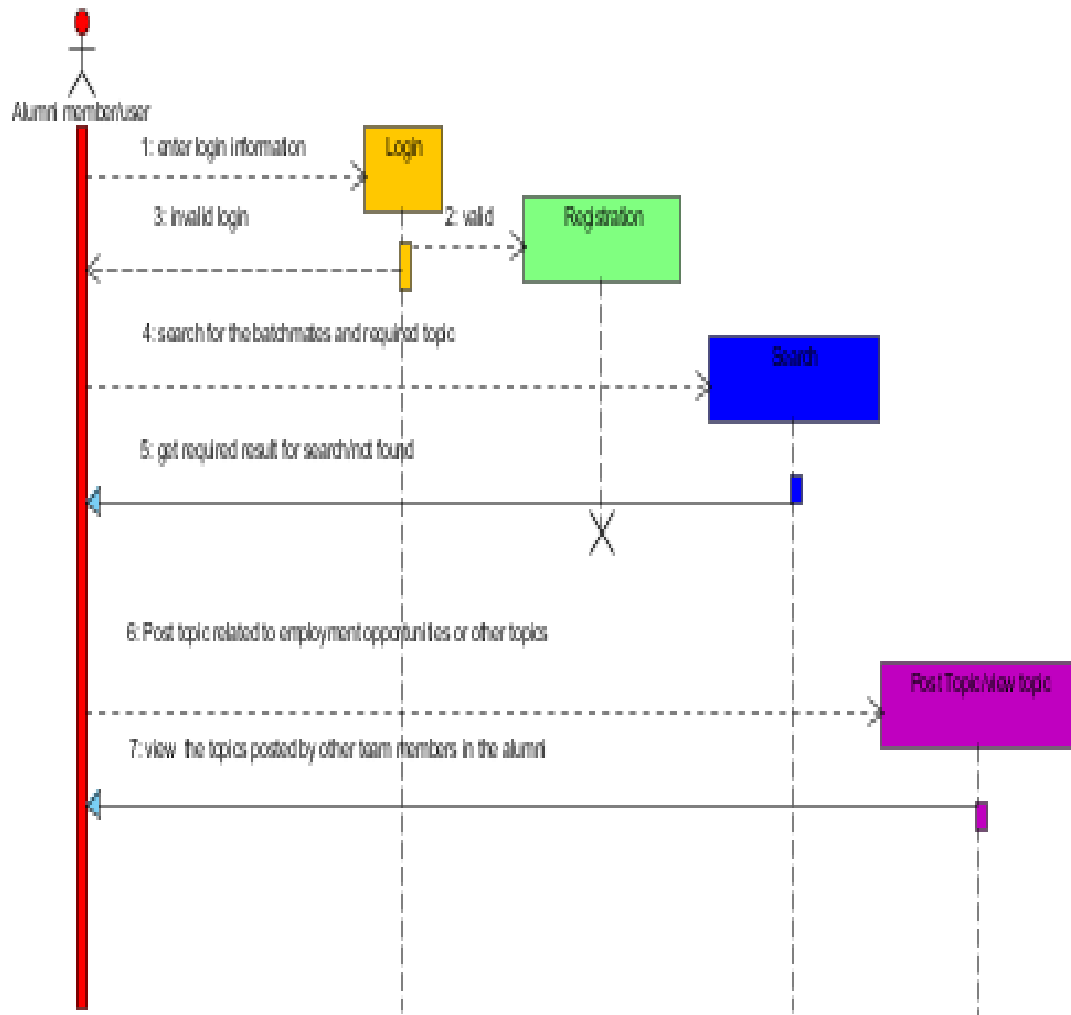 Alumni member/user
1: enter login information
Login
3: invalid login
2: valid
Registration
4: search for the batchmates and required topic
Search
5: get required result for search/not found
6: Post topic related to employment opportunities or other topics
Post Topic/view topic
7: view the topics posted by other team members in the alumni